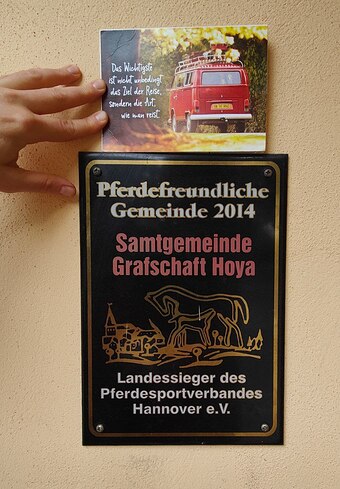 Das Wichtigste
ist nicht unbedingt
das Ziel der Reise,
sondern die Art,
wie man reist.
Pferdefreundliche
Gemeinde 2014
Samtgemeinde
Grafschaft Hoya
Landessieger des
Pferdesportverbandes
Hannover e.V.